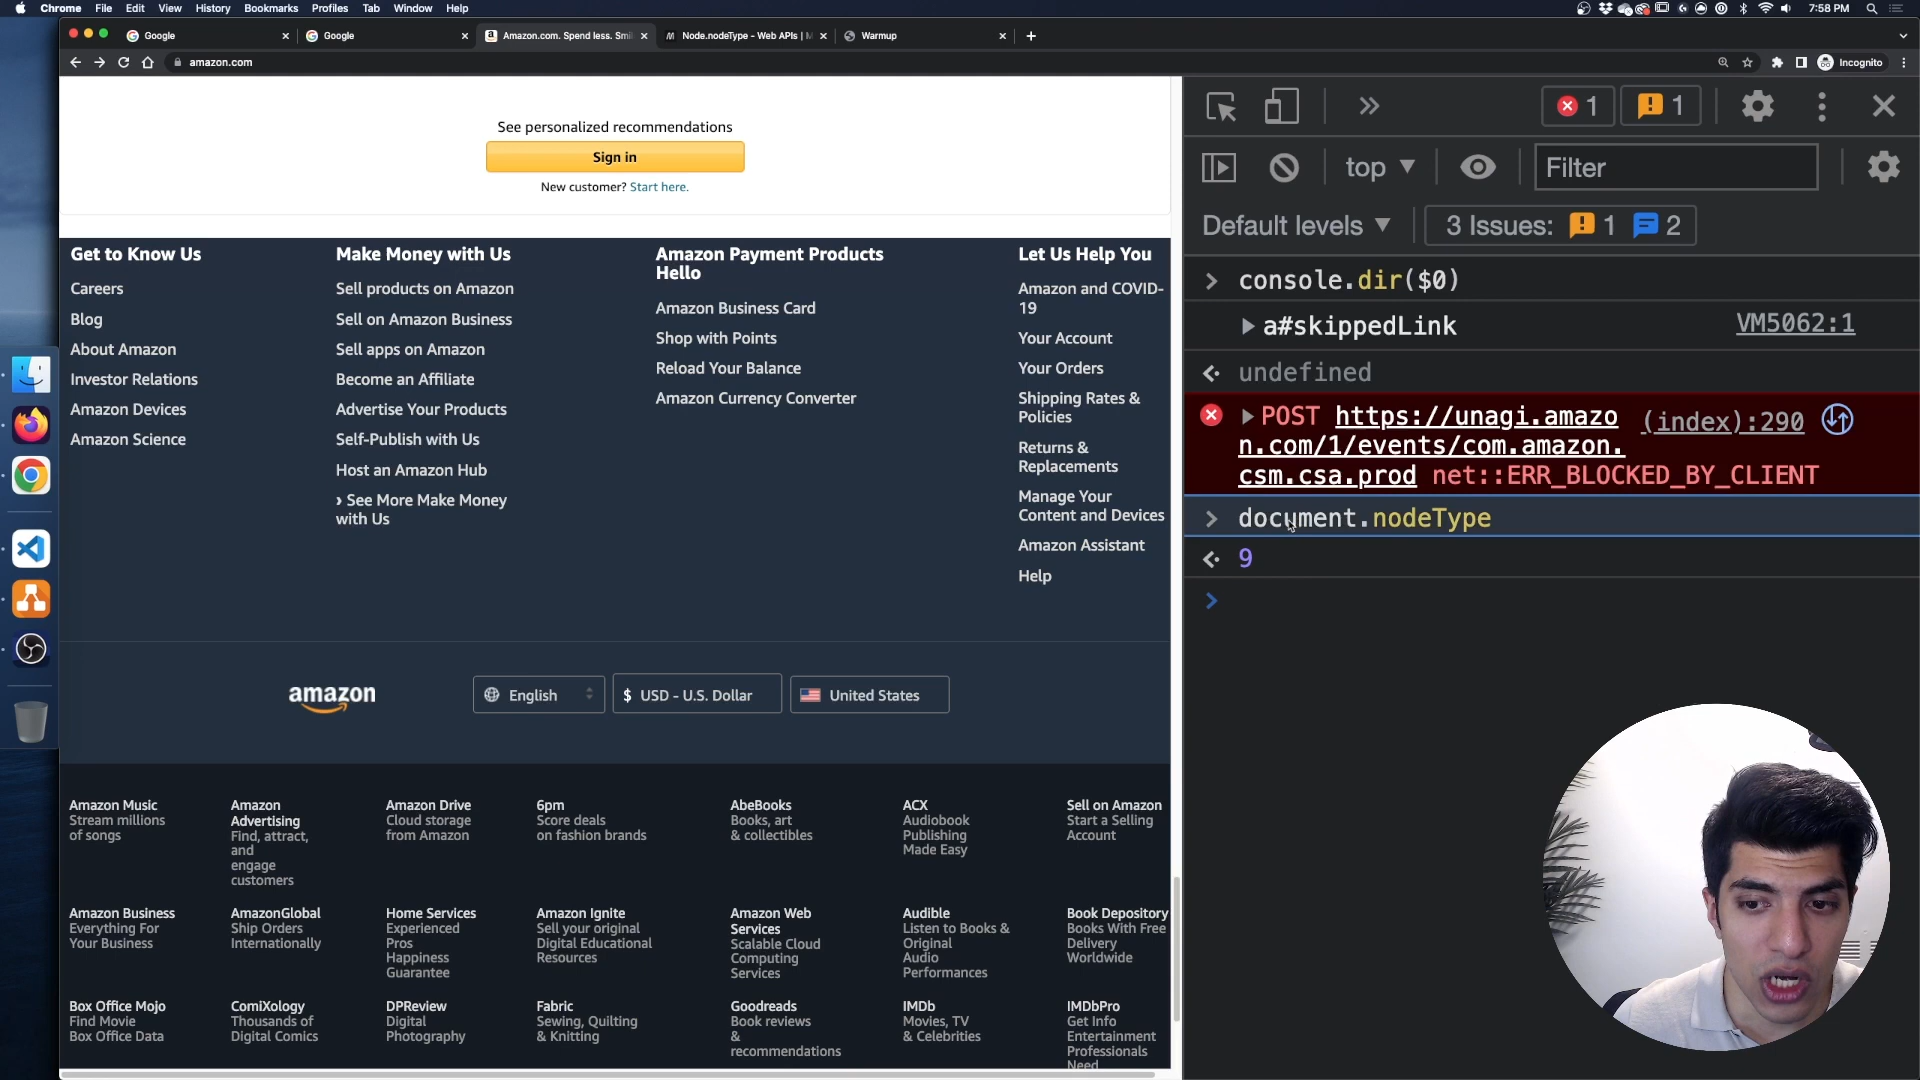 Chrome File Edit View History Bookmarks Profiles Tab Window Help
7:58 PM
Google
Google
Amazon.com. Spend less. Smi
Node.nodeType - Web APIs |
Warmup
amazon.com
Incognito
See personalized recommendations
Sign in
New customer? Start here.
Get to Know Us
Careers
Blog
About Amazon
Investor Relations
Amazon Devices
Amazon Science
Make Money with Us
Sell products on Amazon
Sell on Amazon Business
Sell apps on Amazon
Become an Affiliate
Advertise Your Products
Self-Publish with Us
Host an Amazon Hub
› See More Make Money
with Us
Amazon Payment Products
Hello
Amazon Business Card
Shop with Points
Reload Your Balance
Amazon Currency Converter
Let Us Help You
Amazon and COVID-
19
Your Account
Your Orders
Shipping Rates &
Policies
Returns &
Replacements
Manage Your
Content and Devices
Amazon Assistant
Help
amazon
English
$ USD - U.S. Dollar
United States
Amazon Music
Stream millions
of songs
Amazon
Advertising
Find, attract,
and
engage
customers
Amazon Drive
Cloud storage
from Amazon
6pm
Score deals
on fashion brands
AbeBooks
Books, art
& collectibles
ACX
Audiobook
Publishing
Made Easy
Sell on Amazon
Start a Selling
Account
Amazon Business
Everything For
Your Business
AmazonGlobal
Ship Orders
Internationally
Home Services
Experienced
Pros
Happiness
Guarantee
Amazon Ignite
Sell your original
Digital Educational
Resources
Amazon Web
Services
Scalable Cloud
Computing
Services
Audible
Listen to Books &
Original
Audio
Performances
Book Depository
Books With Free
Delivery
Worldwide
Box Office Mojo
Find Movie
Box Office Data
ComiXology
Thousands of
Digital Comics
DPReview
Digital
Photography
Fabric
Sewing, Quilting
& Knitting
Goodreads
Book reviews
&
recommendations
IMDb
Movies, TV
& Celebrities
IMDbPro
Get Info
Entertainment
Professionals
Need
1
1
top
Filter
Default levels
3 Issues: 1 2
console.dir($0)
a#skippedLink VM5062:1
undefined
POST https://unagi.amazo (index):290
n.com/1/events/com.amazon.
csm.csa.prod net::ERR_BLOCKED_BY_CLIENT
document.nodeType
9